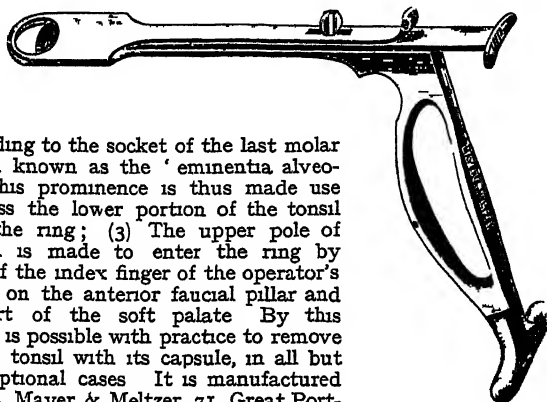 ding to the socket of the last molar
known as the ' eminentia alveo-
his prominence is thus made use
ss the lower portion of the tonsil
the ring; (3) The upper pole of
is made to enter the ring by
f the index finger of the operator's
on the anterior faucial pillar and
rt of the soft palate By this
is possible with practice to remove
tonsil with its capsule, in all but
ptional cases It is manufactured
Mayer & Meltzer, 71, Great Port-